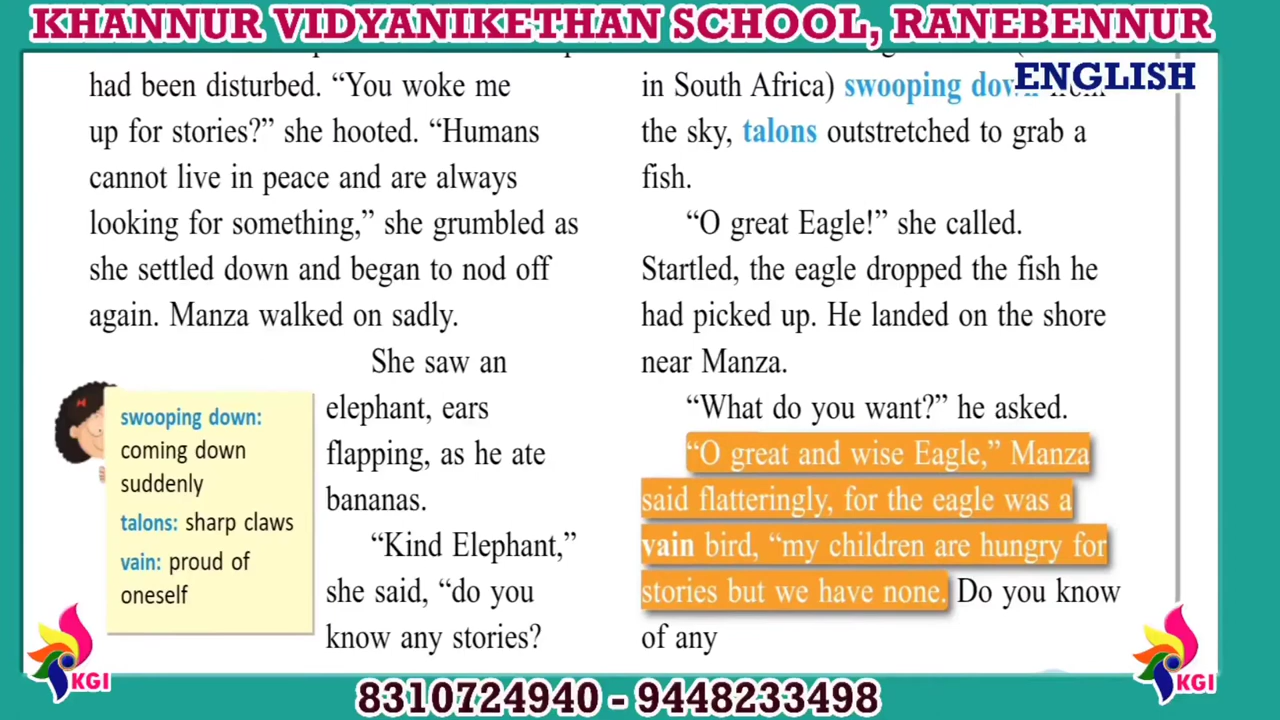 KHANNUR VIDYANIKETHAN SCHOOL, RANEBENNUR
ENGLISH
had been disturbed. “You woke me
up for stories?” she hooted. “Humans
cannot live in peace and are always
looking for something,” she grumbled as
she settled down and began to nod off
again. Manza walked on sadly.
She saw an
elephant, ears
flapping, as he ate
bananas.
“Kind Elephant,”
she said, “do you
know any stories?
swooping down:
coming down
suddenly
talons: sharp claws
vain: proud of
oneself
in South Africa) swooping down from
the sky, talons outstretched to grab a
fish.
“O great Eagle!” she called.
Startled, the eagle dropped the fish he
had picked up. He landed on the shore
near Manza.
“What do you want?” he asked.
“O great and wise Eagle,” Manza
said flatteringly, for the eagle was a
vain bird, “my children are hungry for
stories but we have none. Do you know
of any
KGI
KGI
8310724940 - 9448233498